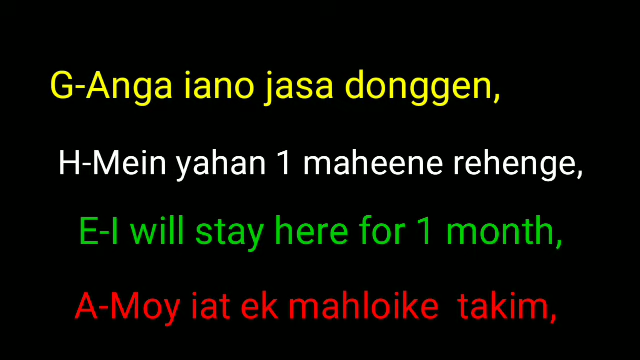 G-Anga iano jasa donggen,
H-Mein yahan 1 maheene rehenge,
E-I will stay here for 1 month,
A-Moy iat ek mahloike takim,